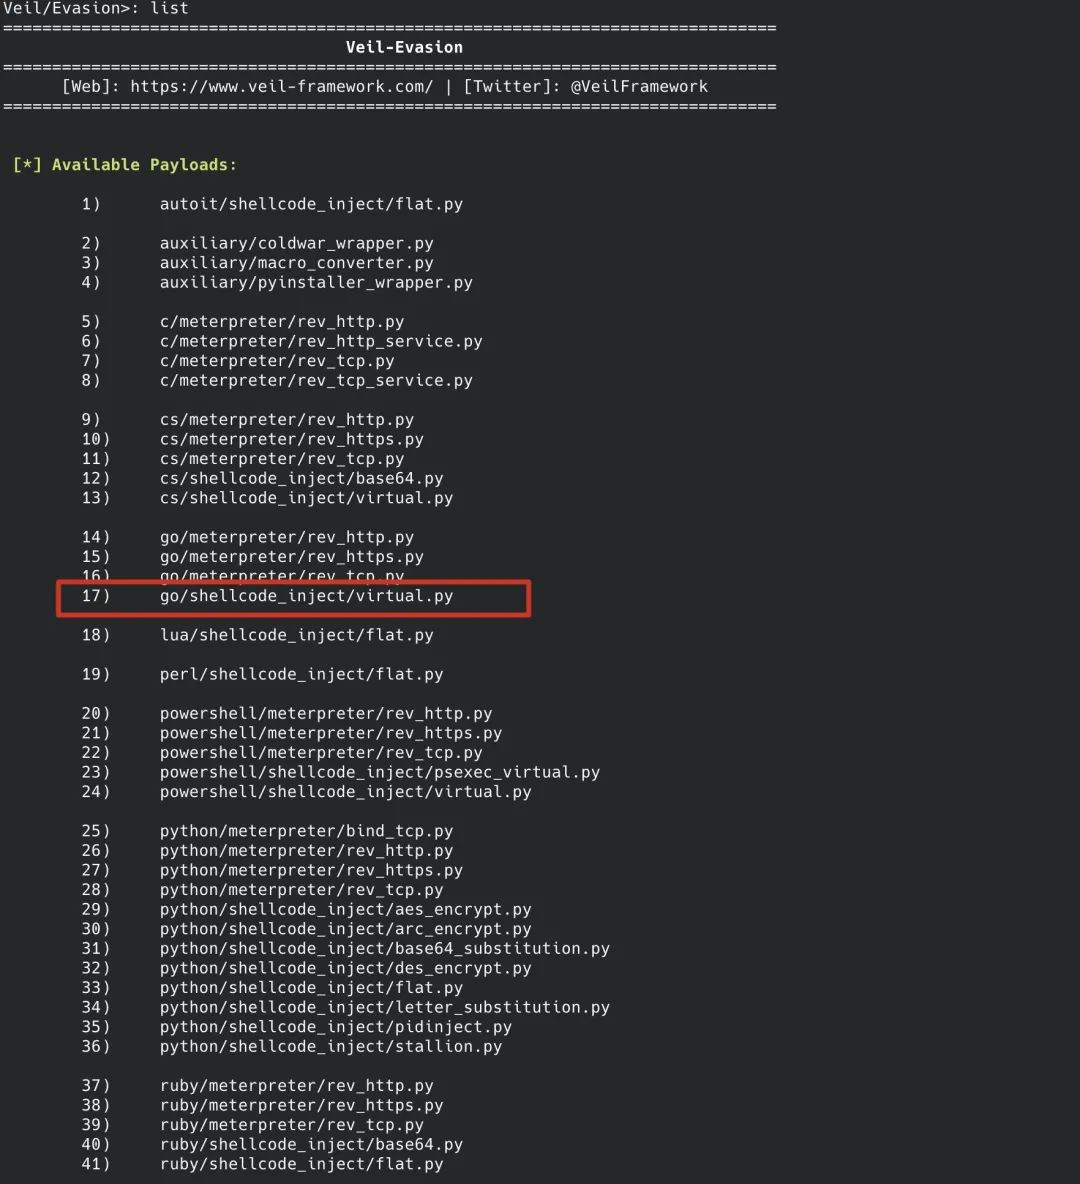 Veil/Evasion>: list
===============================================================================
Veil-Evasion
===============================================================================
[Web]: https://www.veil-framework.com/ | [Twitter]: @VeilFramework
===============================================================================
[*] Available Payloads:
1) autoit/shellcode_inject/flat.py
2) auxiliary/coldwar_wrapper.py
3) auxiliary/macro_converter.py
4) auxiliary/pyinstaller_wrapper.py
5) c/meterpreter/rev_http.py
6) c/meterpreter/rev_http_service.py
7) c/meterpreter/rev_tcp.py
8) c/meterpreter/rev_tcp_service.py
9) cs/meterpreter/rev_http.py
10) cs/meterpreter/rev_https.py
11) cs/meterpreter/rev_tcp.py
12) cs/shellcode_inject/base64.py
13) cs/shellcode_inject/virtual.py
14) go/meterpreter/rev_http.py
15) go/meterpreter/rev_https.py
16) go/meterpreter/rev_tcp.py
17) go/shellcode_inject/virtual.py
18) lua/shellcode_inject/flat.py
19) perl/shellcode_inject/flat.py
20) powershell/meterpreter/rev_http.py
21) powershell/meterpreter/rev_https.py
22) powershell/meterpreter/rev_tcp.py
23) powershell/shellcode_inject/psexec_virtual.py
24) powershell/shellcode_inject/virtual.py
25) python/meterpreter/bind_tcp.py
26) python/meterpreter/rev_http.py
27) python/meterpreter/rev_https.py
28) python/meterpreter/rev_tcp.py
29) python/shellcode_inject/aes_encrypt.py
30) python/shellcode_inject/arc_encrypt.py
31) python/shellcode_inject/base64_substitution.py
32) python/shellcode_inject/des_encrypt.py
33) python/shellcode_inject/flat.py
34) python/shellcode_inject/letter_substitution.py
35) python/shellcode_inject/pidinject.py
36) python/shellcode_inject/stallion.py
37) ruby/meterpreter/rev_http.py
38) ruby/meterpreter/rev_https.py
39) ruby/meterpreter/rev_tcp.py
40) ruby/shellcode_inject/base64.py
41) ruby/shellcode_inject/flat.py